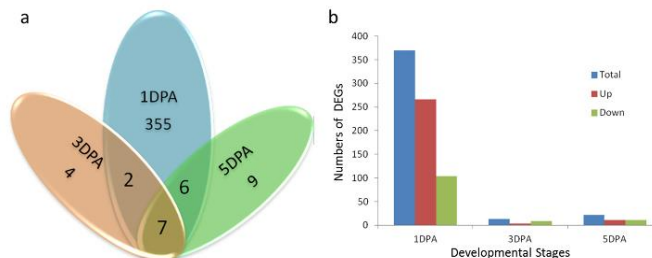 a
1DPA
355
3DPA
4
2
6
5DPA
9
7
b
Numbers of DEGs
400
350
300
250
200
150
100
50
0
1DPA 3DPA 5DPA
Developmental Stages
Total
Up
Down